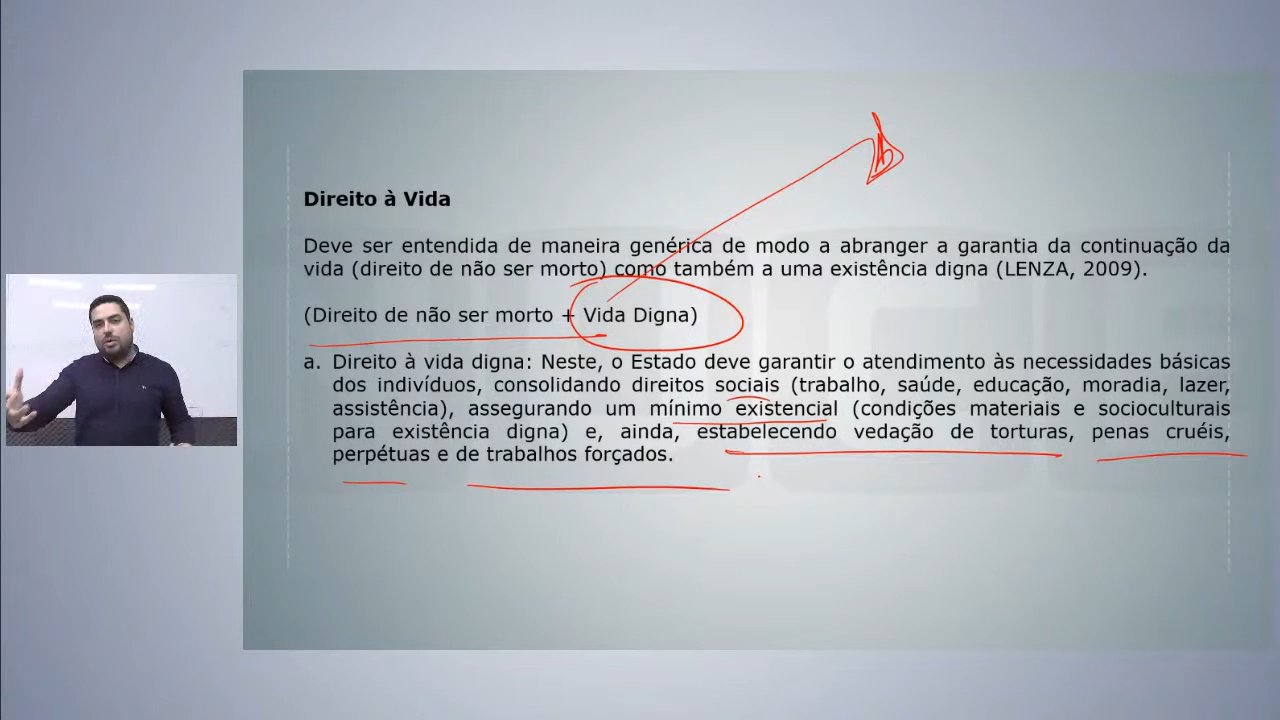 Direito à Vida
Deve ser entendida de maneira genérica de modo a abranger a garantia da continuação da
vida (direito de não ser morto) como também a uma existência digna (LENZA, 2009).
(Direito de não ser morto + Vida Digna)
a. Direito à vida digna: Neste, o Estado deve garantir o atendimento às necessidades básicas
dos indivíduos, consolidando direitos sociais (trabalho, saúde, educação, moradia, lazer,
assistência), assegurando um mínimo existencial (condições materiais e socioculturais
para existência digna) e, ainda, estabelecendo vedação de torturas, penas cruéis,
perpétuas e de trabalhos forçados.